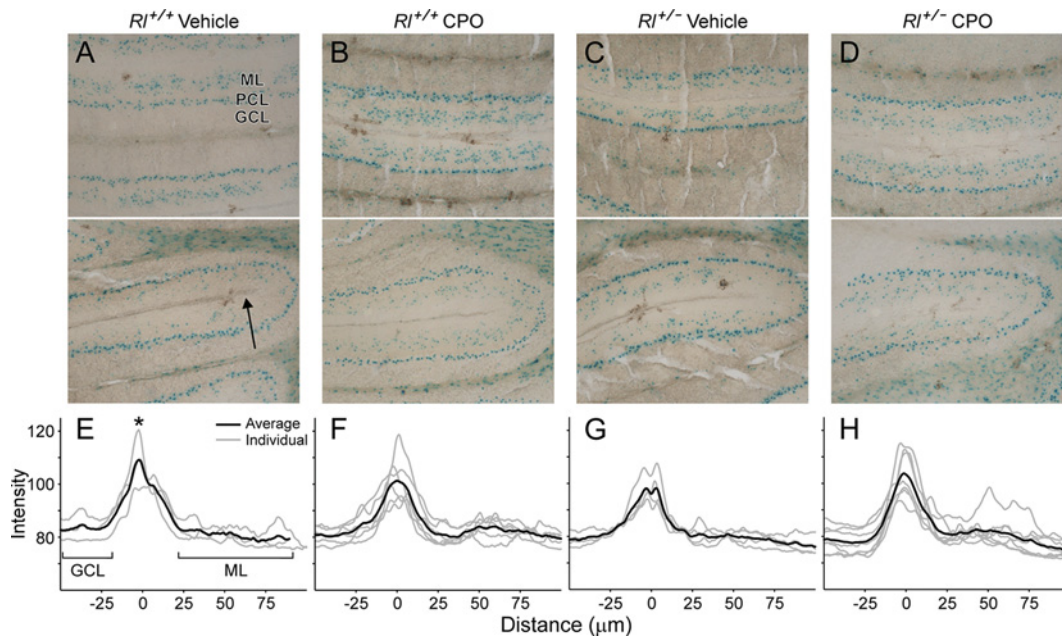 Rl+/+ Vehicle
Rl+/+ CPO
Rl+/- Vehicle
Rl+/- CPO
A
B
C
D
ML
PCL
GCL
E
*
Average
Individual
F
G
H
Intensity
120
100
80
GCL
ML
-25 0 25 50 75
-25 0 25 50 75
-25 0 25 50 75
-25 0 25 50 75
Distance (μm)